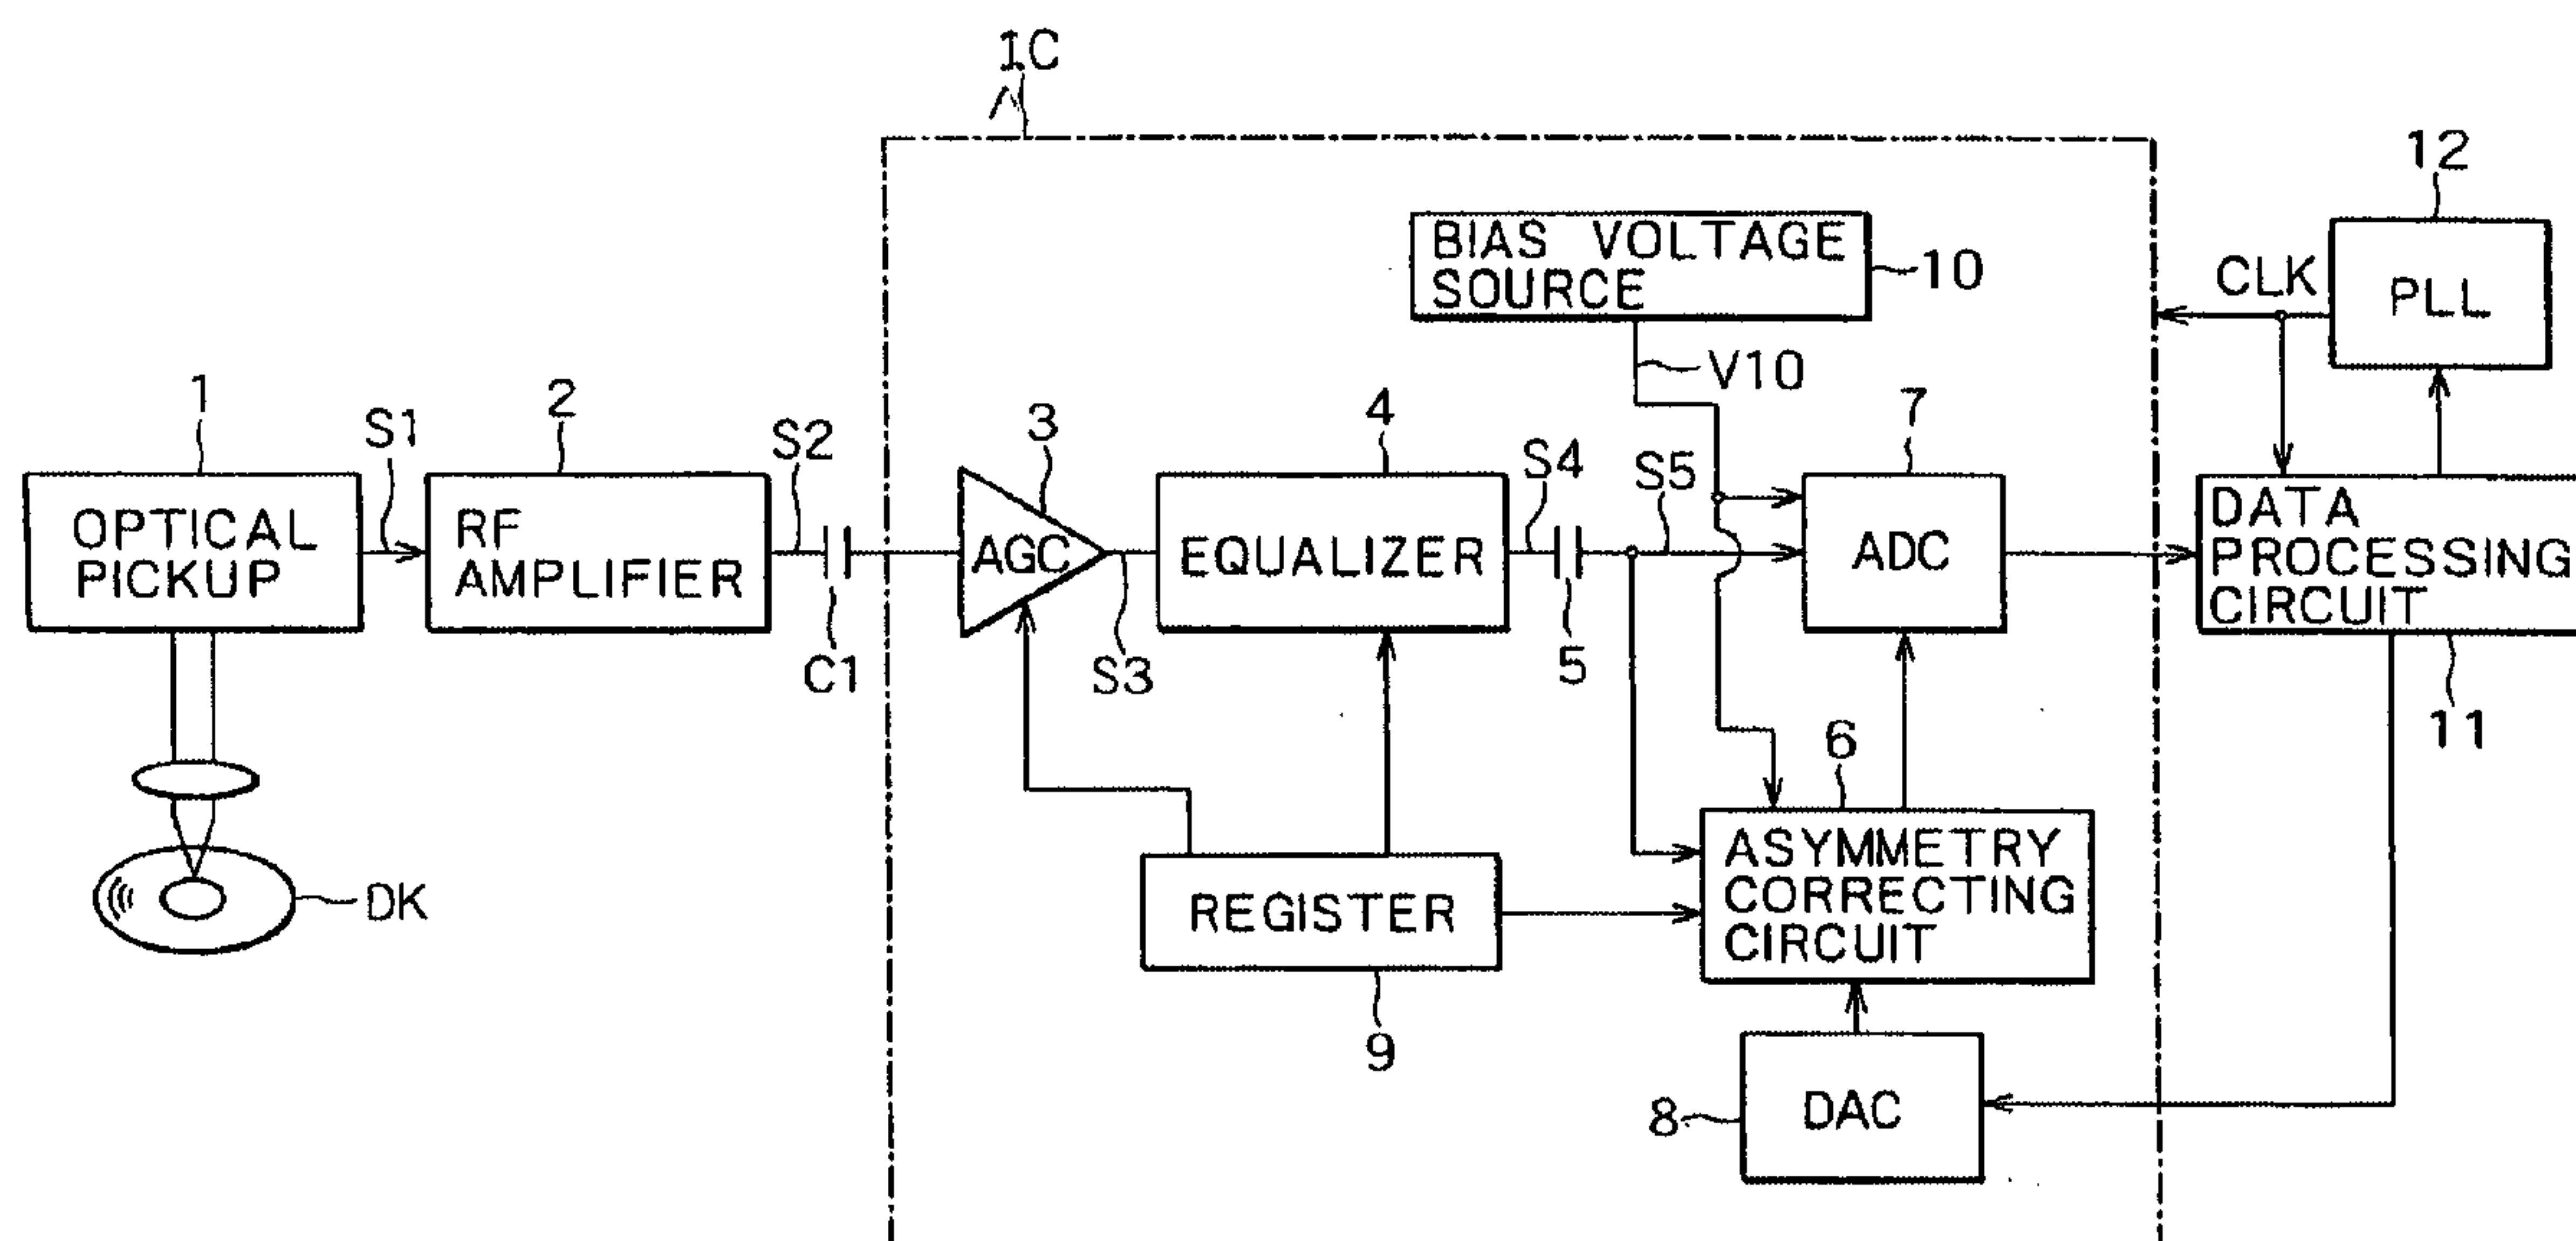 IC
12
BIAS VOLTAGE
SOURCE
10
CLK
PLL
V10
1
S1
2
S2
3
4
S4
S5
7
OPTICAL
PICKUP
RF
AMPLIFIER
AGC
EQUALIZER
ADC
DATA
PROCESSING
CIRCUIT
C1
S3
5
11
6
DK
REGISTER
ASYMMETRY
CORRECTING
CIRCUIT
9
8
DAC